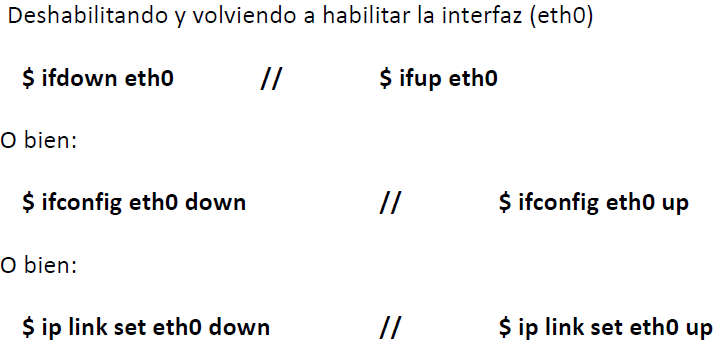 Deshabilitando y volviendo a habilitar la interfaz (eth0)
$ ifdown eth0 // $ ifup eth0
O bien:
$ ifconfig eth0 down // $ ifconfig eth0 up
O bien:
$ ip link set eth0 down // $ ip link set eth0 up